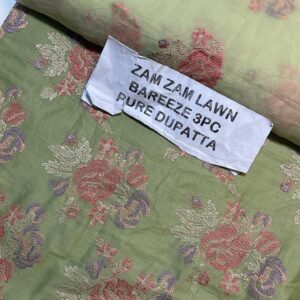 ZAM ZAM LAWN
BAREEZE 3PC
PURE DUPATTA